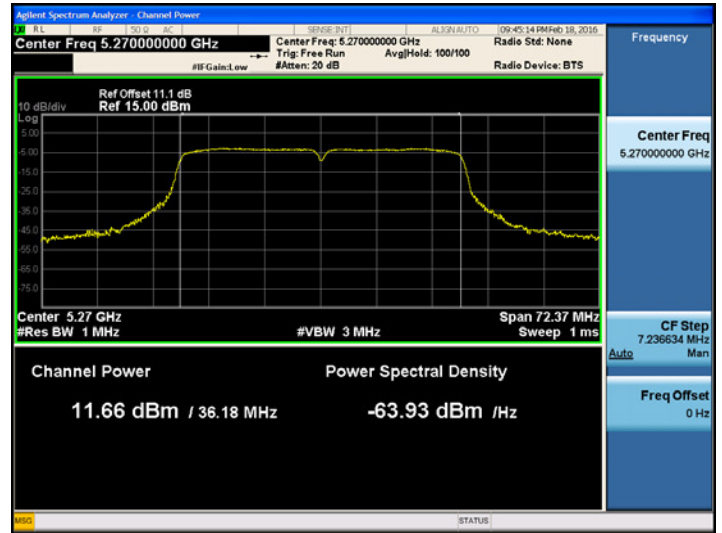 Agilent Spectrum Analyzer - Channel Power
RL RF 50 Ω AC SENSE:INT ALIGN AUTO 09:45:14 PM Feb 18, 2016
Center Freq 5.270000000 GHz
Center Freq: 5.270000000 GHz
Radio Std: None
Trig: Free Run Avg|Hold: 100/100
#IFGain:Low
#Atten: 20 dB
Radio Device: BTS
Frequency
Ref Offset 11.1 dB
10 dB/div Ref 15.00 dBm
Log
5.00
-5.00
-15.0
-25.0
-35.0
-45.0
-55.0
-65.0
-75.0
Center 5.27 GHz
Span 72.37 MHz
#Res BW 1 MHz
#VBW 3 MHz
Sweep 1 ms
Channel Power
Power Spectral Density
11.66 dBm / 36.18 MHz
-63.93 dBm /Hz
Center Freq
5.270000000 GHz
CF Step
7.236634 MHz
Auto Man
Freq Offset
0 Hz
MSG
STATUS